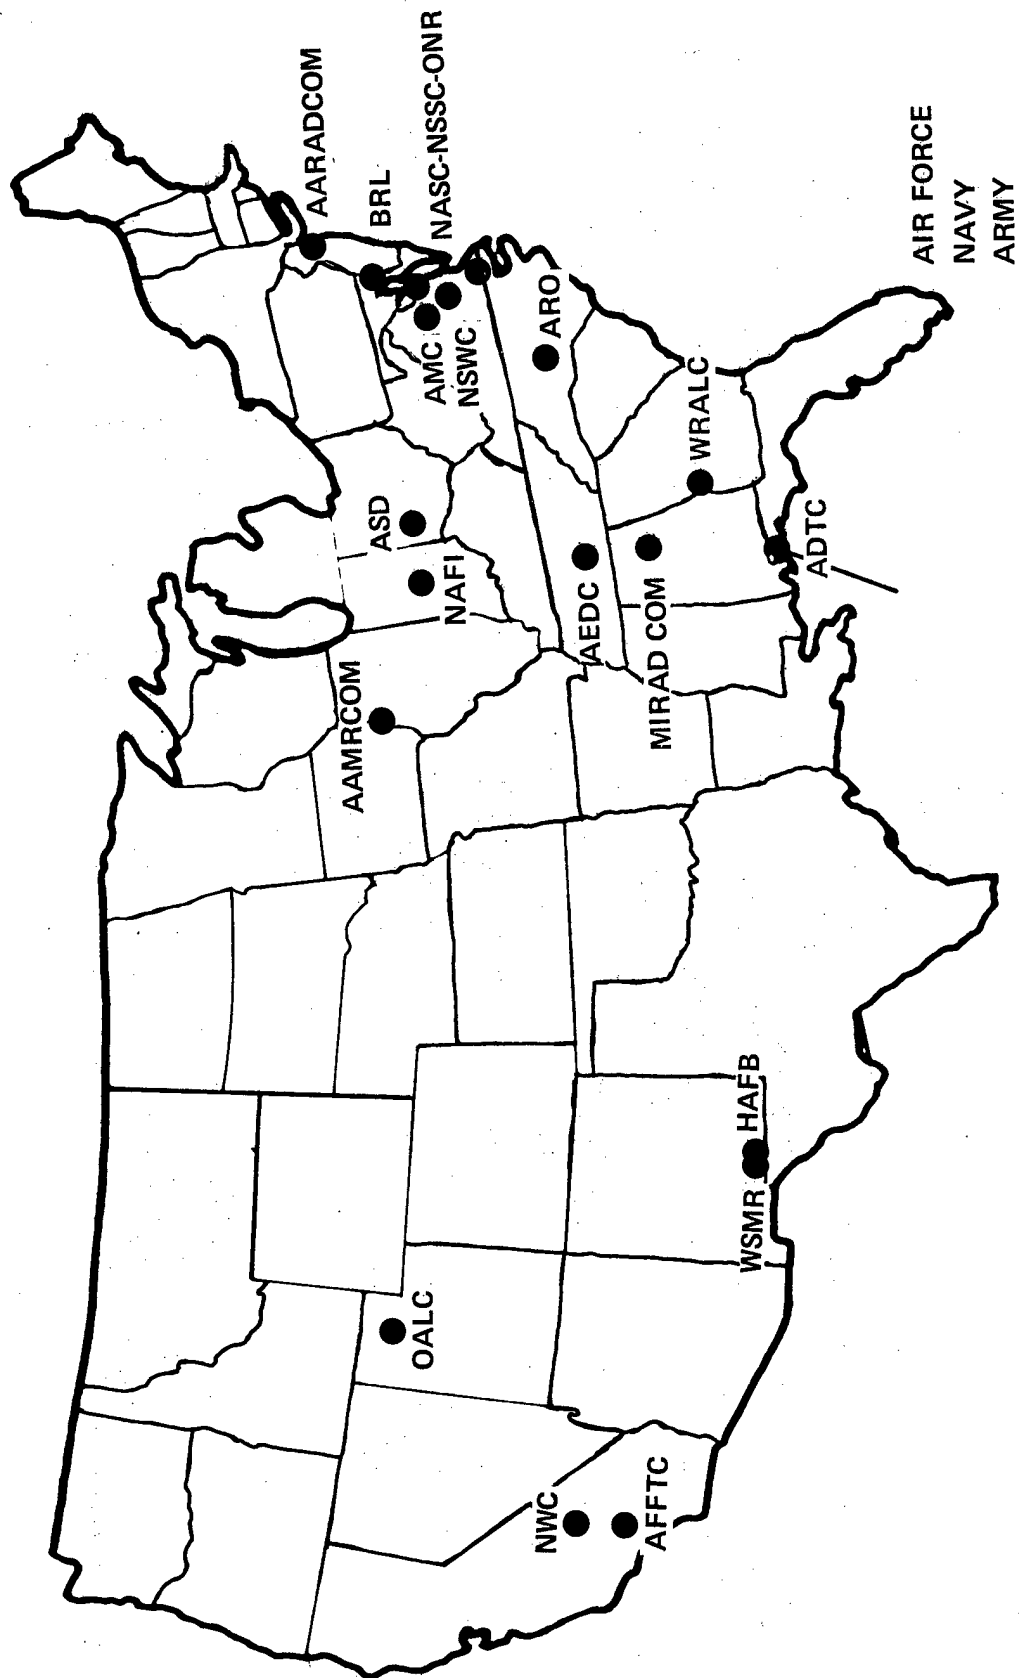 AARADCOM
BRL
NASC-NSSC-ONR
AMC
NSWC
ARO
ASD
NAFI
AAMRCOM
WRALC
AEDC
MIRAD COM
ADTC
OALC
HAFB
WSMR
NWC
AFFTC
AIR FORCE
NAVY
ARMY